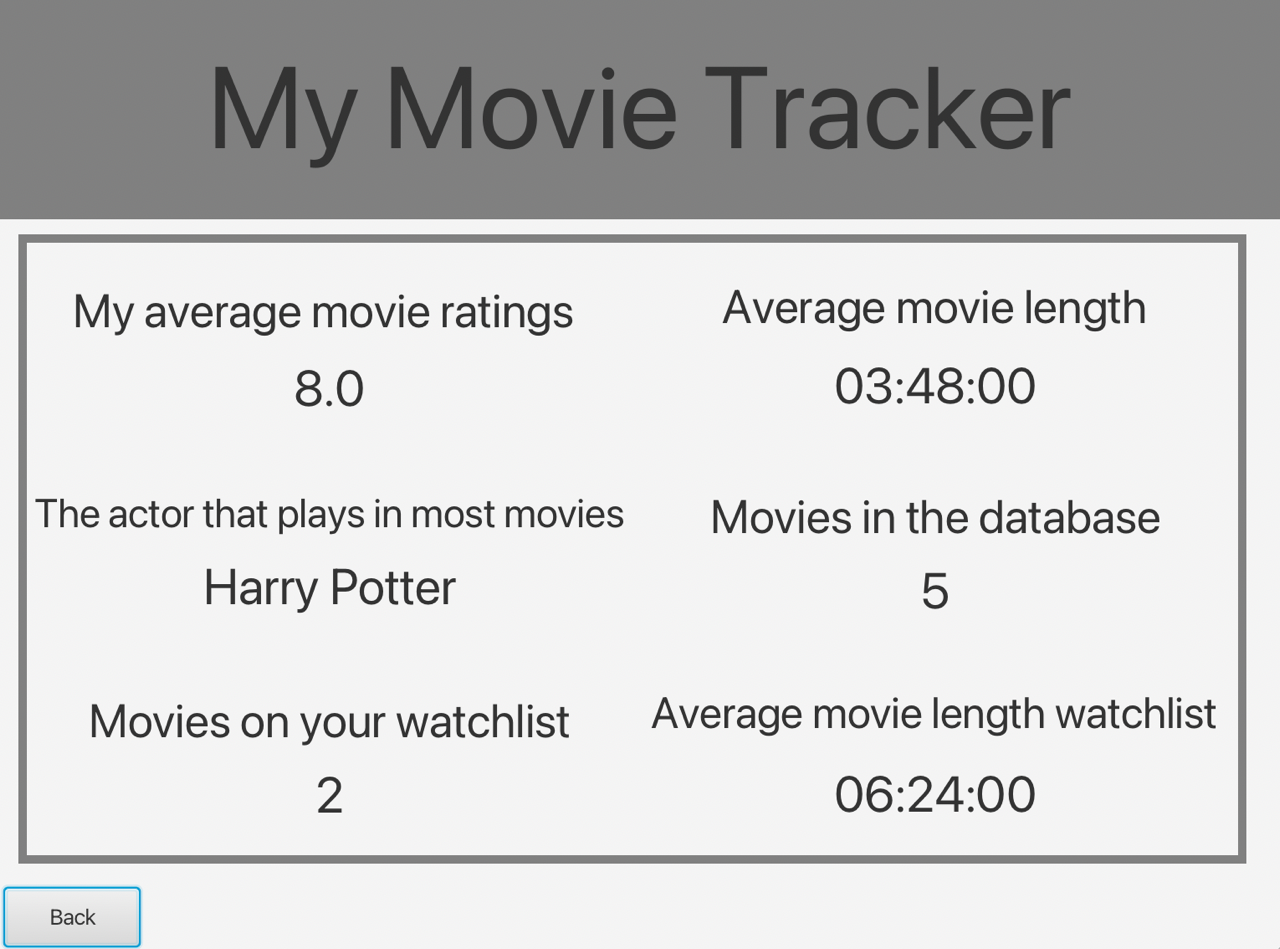 My Movie Tracker
My average movie ratings
8.0
Average movie length
03:48:00
The actor that plays in most movies
Harry Potter
Movies in the database
5
Movies on your watchlist
2
Average movie length watchlist
06:24:00
Back